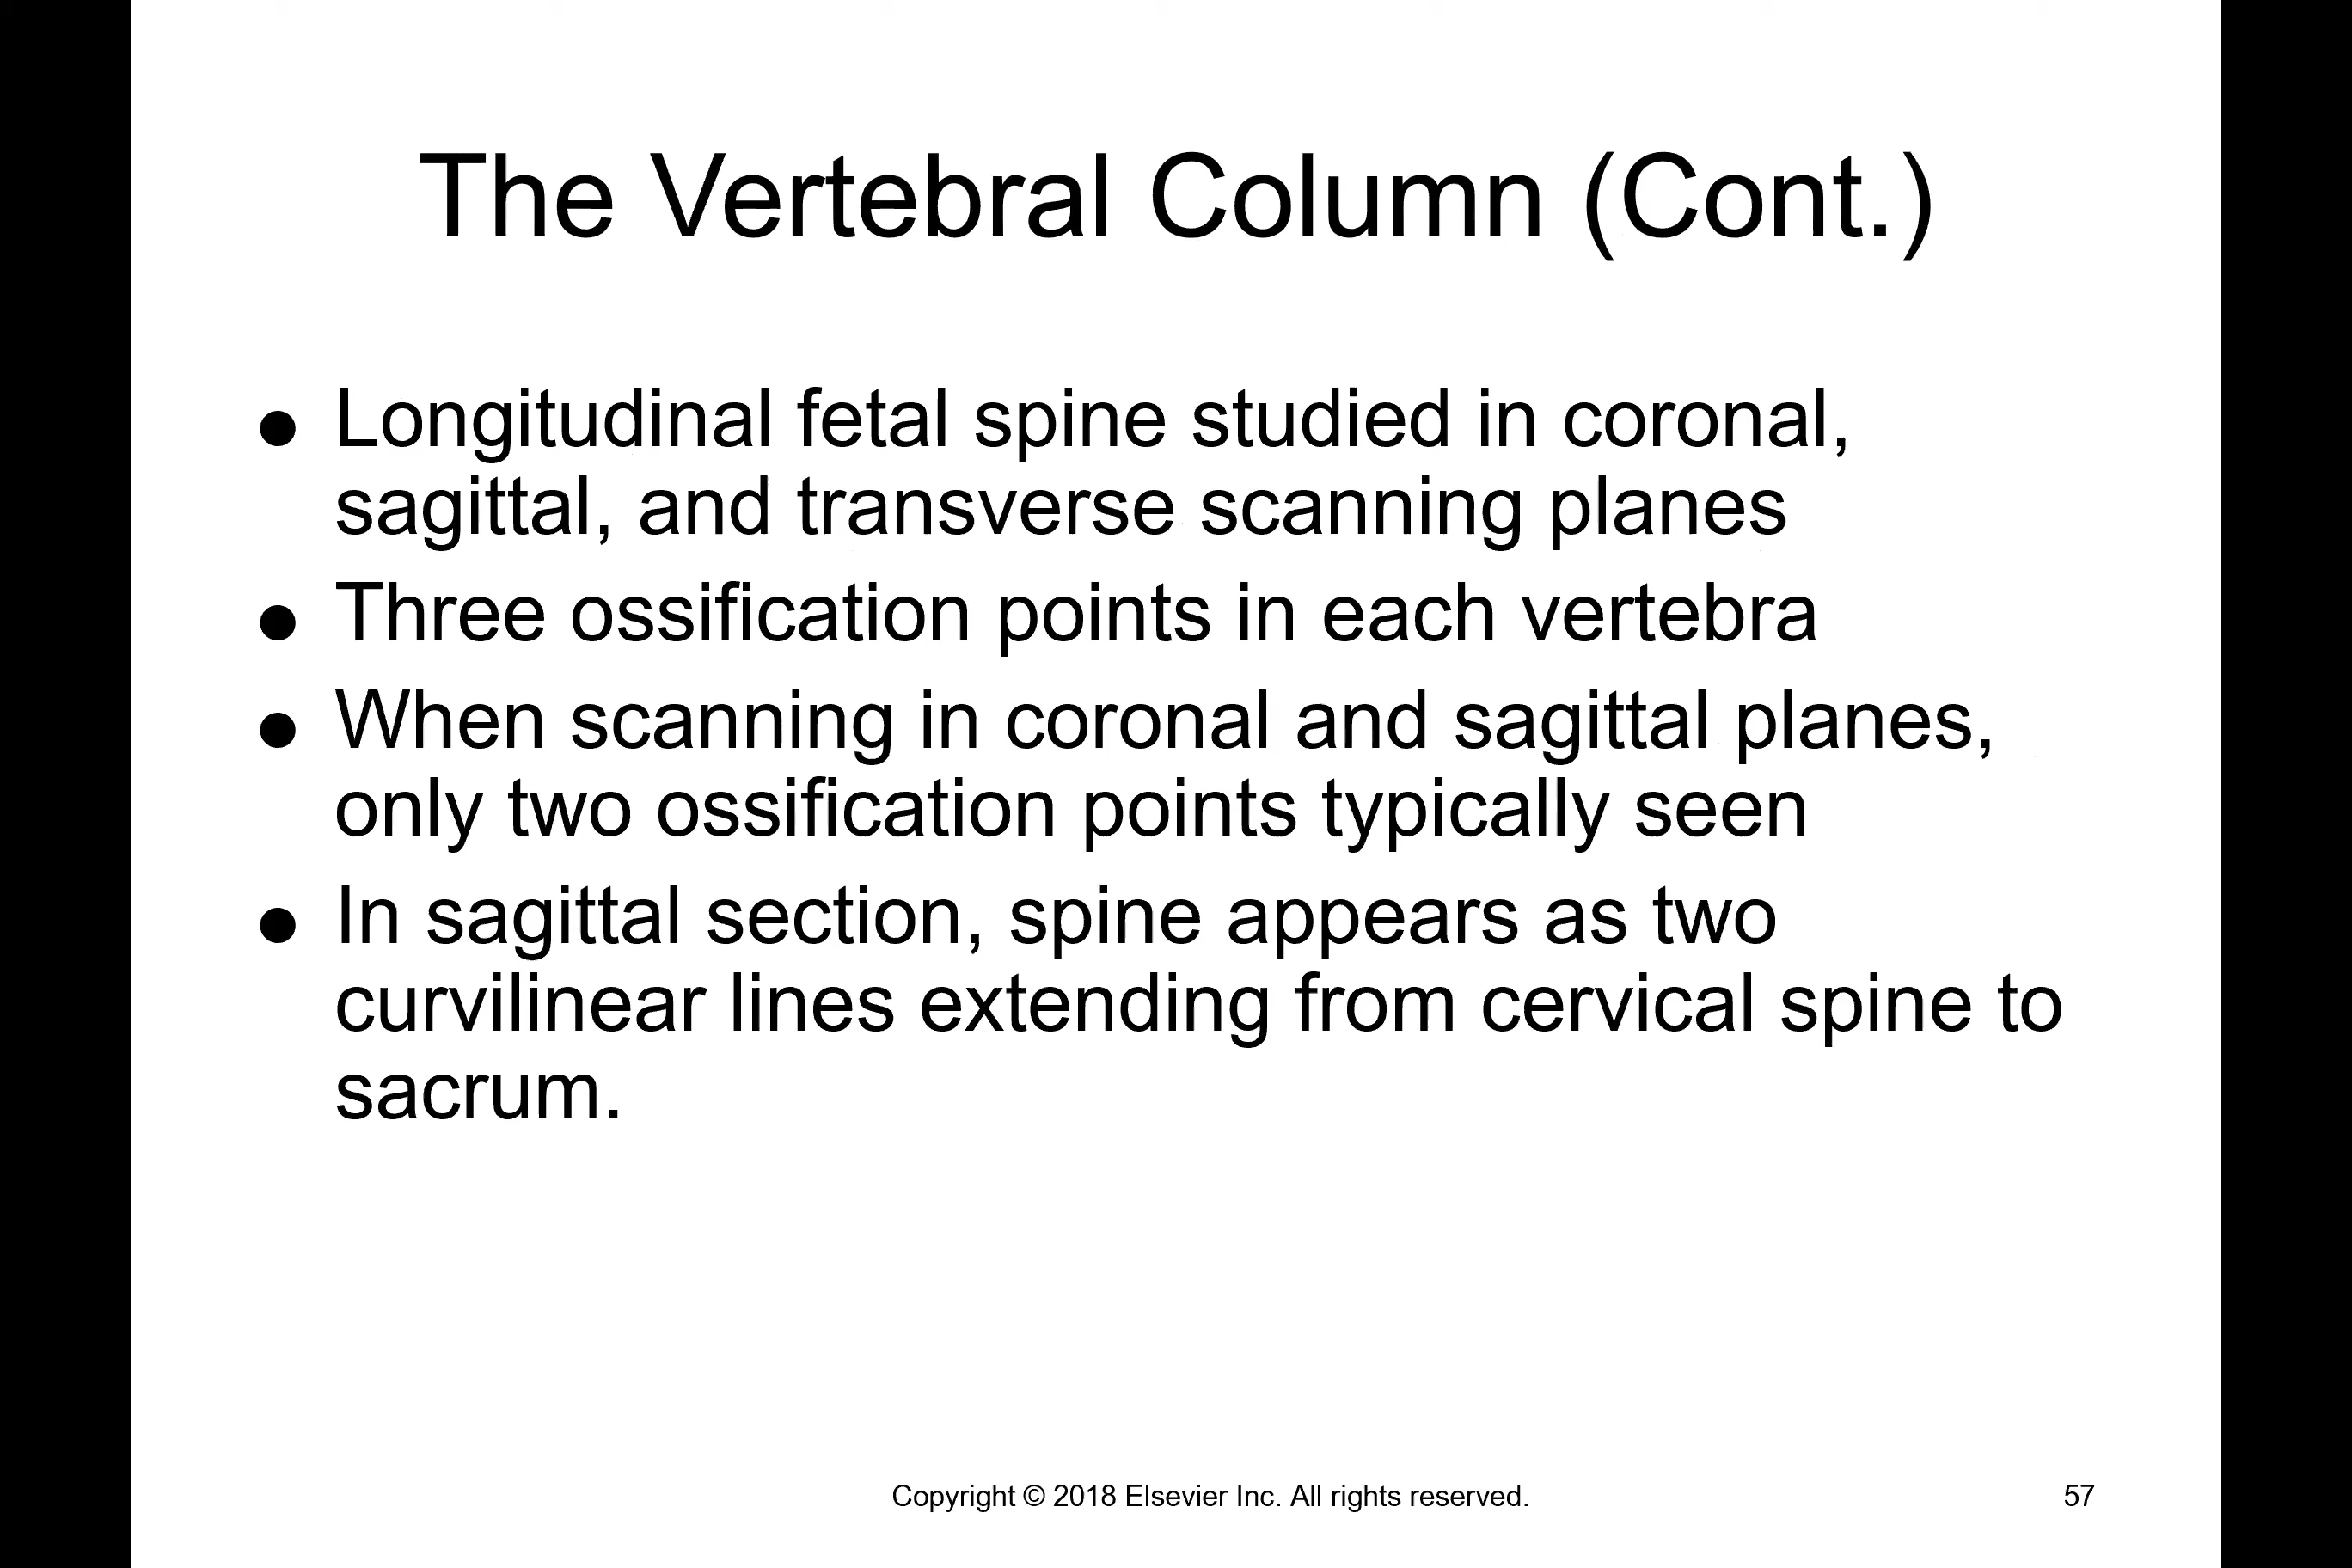 The Vertebral Column (Cont.)
● Longitudinal fetal spine studied in coronal,
sagittal, and transverse scanning planes
● Three ossification points in each vertebra
● When scanning in coronal and sagittal planes,
only two ossification points typically seen
● In sagittal section, spine appears as two
curvilinear lines extending from cervical spine to
sacrum.
Copyright © 2018 Elsevier Inc. All rights reserved.
57